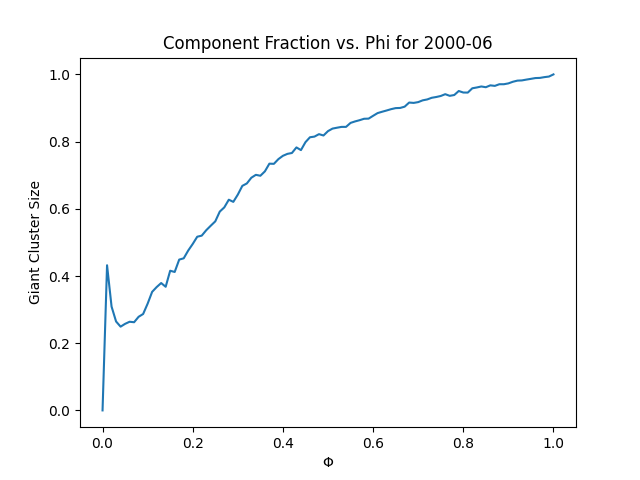 Component Fraction vs. Phi for 2000-06
1.0
0.8
0.6
0.4
0.2
0.0
Giant Cluster Size
0.0 0.2 0.4 0.6 0.8 1.0
Φ